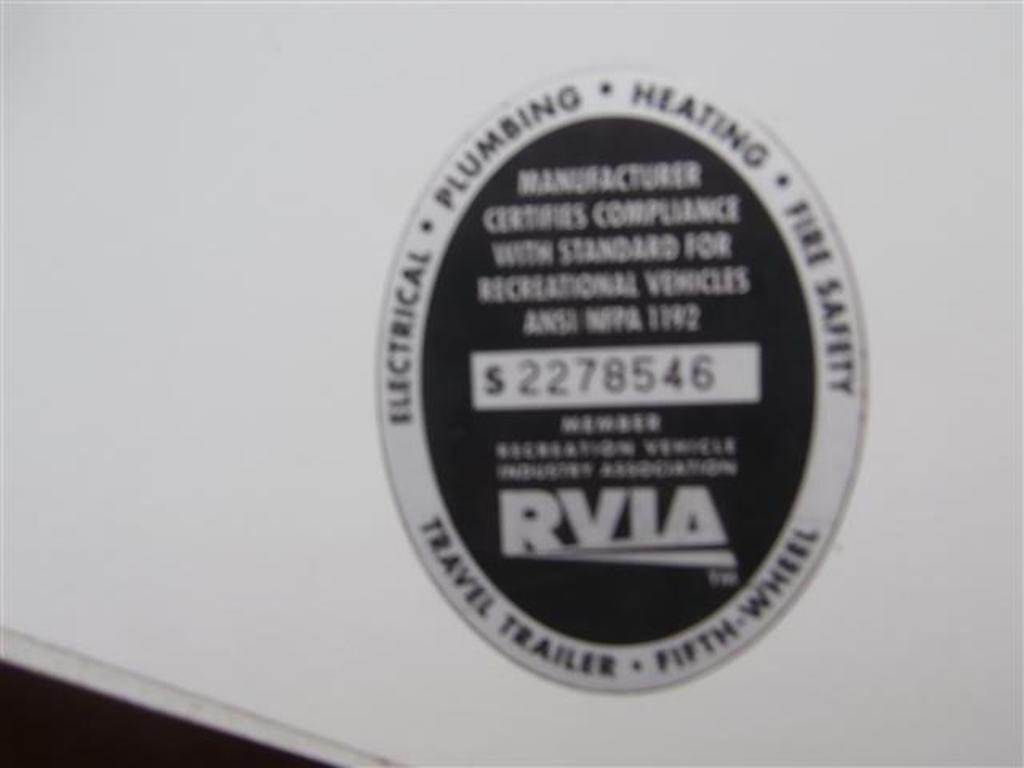 ELECTRICAL • PLUMBING • HEATING • FIRE SAFETY
MANUFACTURER
CERTIFIES COMPLIANCE
WITH STANDARD FOR
RECREATIONAL VEHICLES
ANSI NFPA 1192
S 2278546
MEMBER
RECREATION VEHICLE
INDUSTRY ASSOCIATION
RVIA
TM
TRAVEL TRAILER • FIFTH-WHEEL